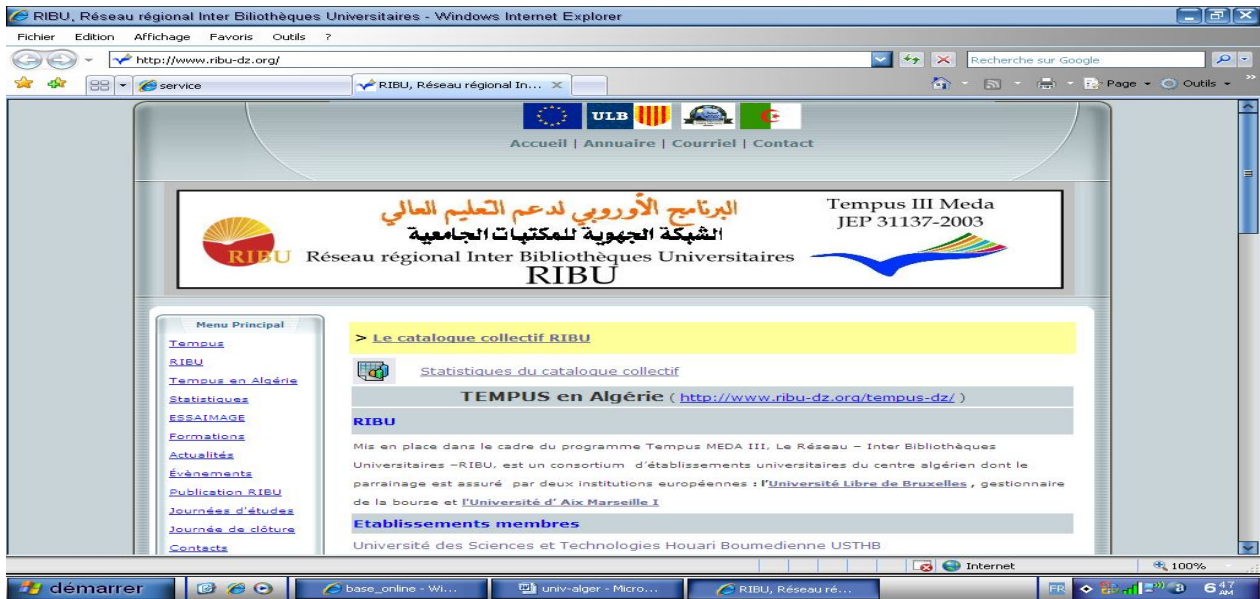 RIBU, Réseau régional Inter Biliothèques Universitaires - Windows Internet Explorer
Fichier Edition Affichage Favoris Outils ?
http://www.ribu-dz.org/
Recherche sur Google
service
RIBU, Réseau régional In...
Page
Outils
ULB
Accueil | Annuaire | Courriel | Contact
البرنامج الأوروبي لدعم التعليم العالي
Tempus III Meda
الشبكة الجهوية للمكتبات الجامعية
JEP 31137-2003
RIBU
Réseau régional Inter Bibliothèques Universitaires
RIBU
Menu Principal
Tempus
RIBU
Tempus en Algérie
Statistiques
ESSAIMAGE
Formations
Actualités
Évènements
Publication RIBU
Journées d'études
Journée de clôture
Contacts
> Le catalogue collectif RIBU
Statistiques du catalogue collectif
TEMPUS en Algérie ( http://www.ribu-dz.org/tempus-dz/ )
RIBU
Mis en place dans le cadre du programme Tempus MEDA III, Le Réseau – Inter Bibliothèques
Universitaires –RIBU, est un consortium d'établissements universitaires du centre algérien dont le
parrainage est assuré par deux institutions européennes : l'Université Libre de Bruxelles , gestionnaire
de la bourse et l'Université d' Aix Marseille I
Etablissements membres
Université des Sciences et Technologies Houari Boumedienne USTHB
Internet
100%
démarrer
base_online - Wi...
univ-alger - Micro...
RIBU, Réseau ré...
FR
6 47 AM